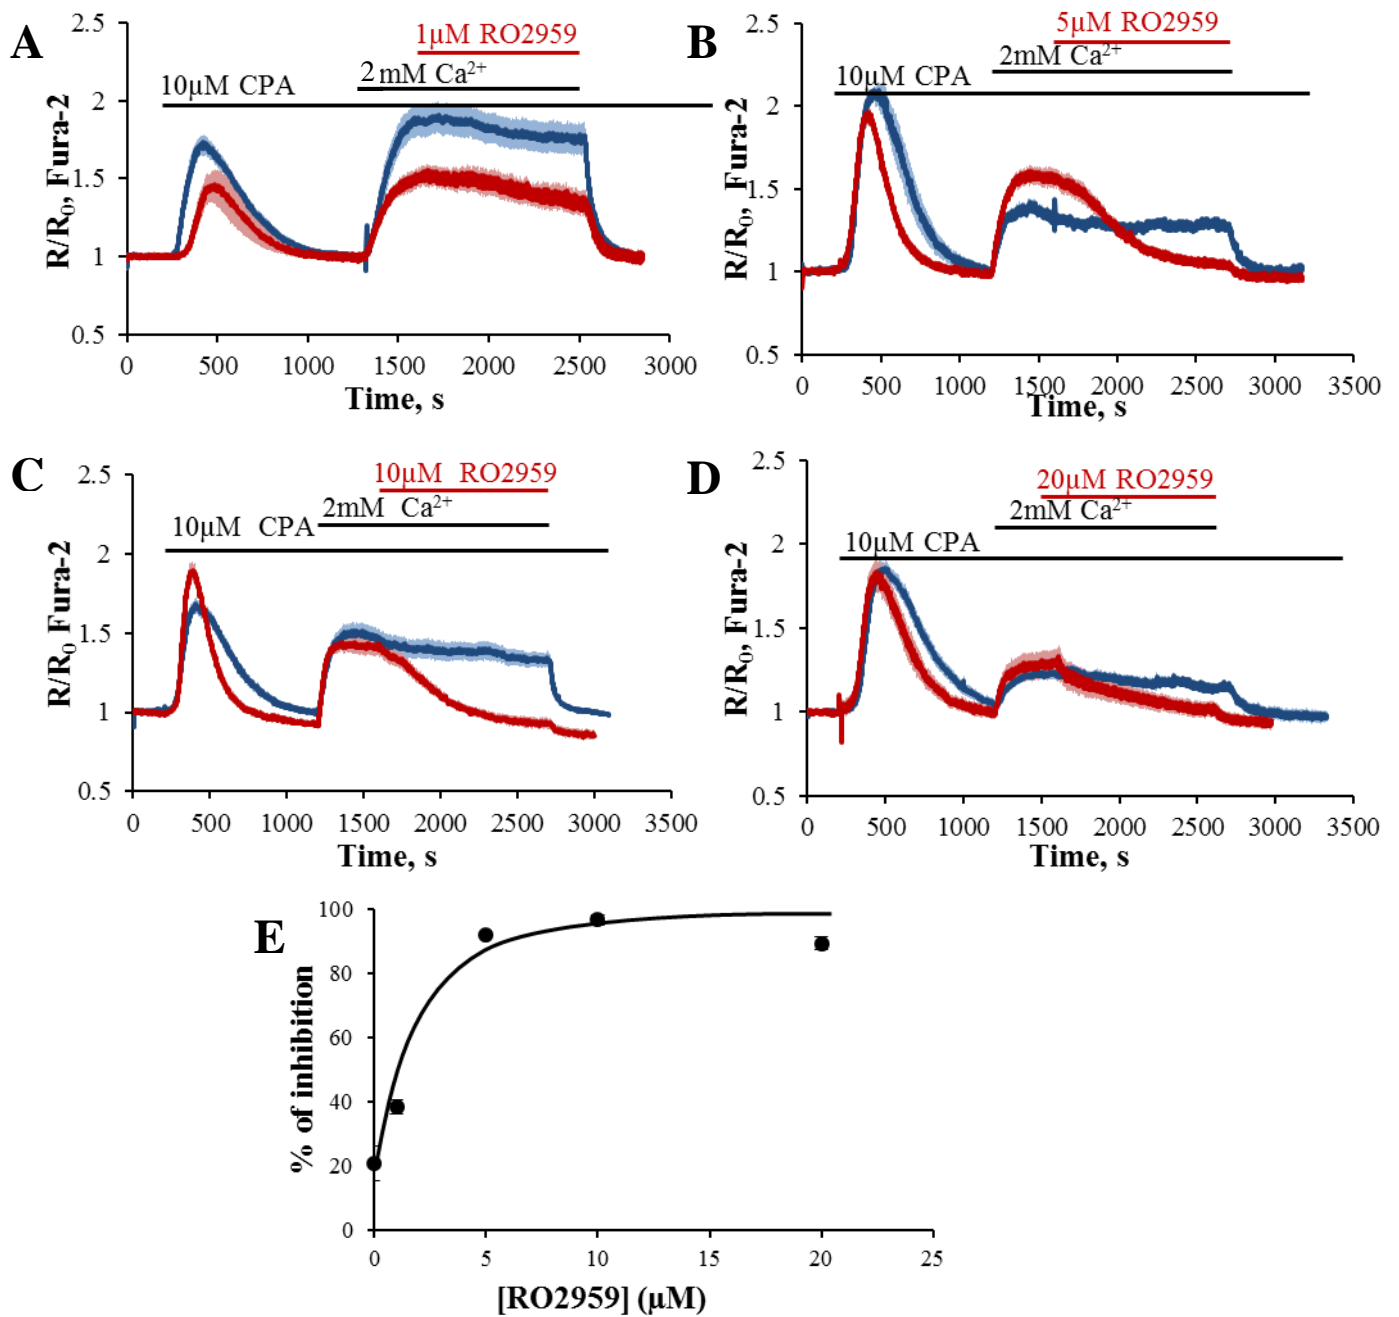 A
2.5
2
1.5
1
0.5
R/R0, Fura-2
1µM RO2959
2 mM Ca2+
10µM CPA
0 500 1000 1500 2000 2500 3000
Time, s
B
2.5
2
1.5
1
0.5
R/R0, Fura-2
5µM RO2959
2mM Ca2+
10µM CPA
0 500 1000 1500 2000 2500 3000 3500
Time, s
C
2.5
2
1.5
1
0.5
R/R0, Fura-2
10µM RO2959
2mM Ca2+
10µM CPA
0 500 1000 1500 2000 2500 3000 3500
Time, s
D
2.5
2
1.5
1
0.5
R/R0, Fura-2
20µM RO2959
2mM Ca2+
10µM CPA
0 500 1000 1500 2000 2500 3000 3500
Time, s
E
100
80
60
40
20
0
% of inhibition
0 5 10 15 20 25
[RO2959] (µM)